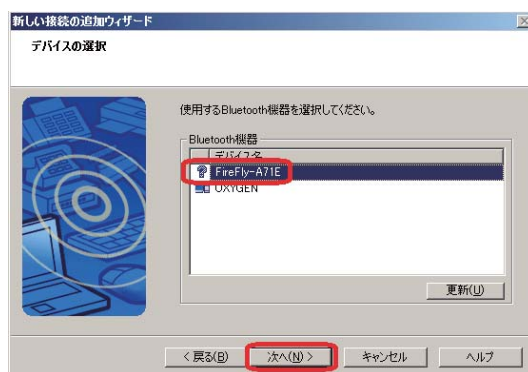 新しい接続の追加ウィザード
デバイスの選択
使用するBluetooth機器を選択してください。
Bluetooth機器
デバイス名
FireFly-A71E
OXYGEN
更新(U)
< 戻る(B)
次へ(N) >
キャンセル
ヘルプ